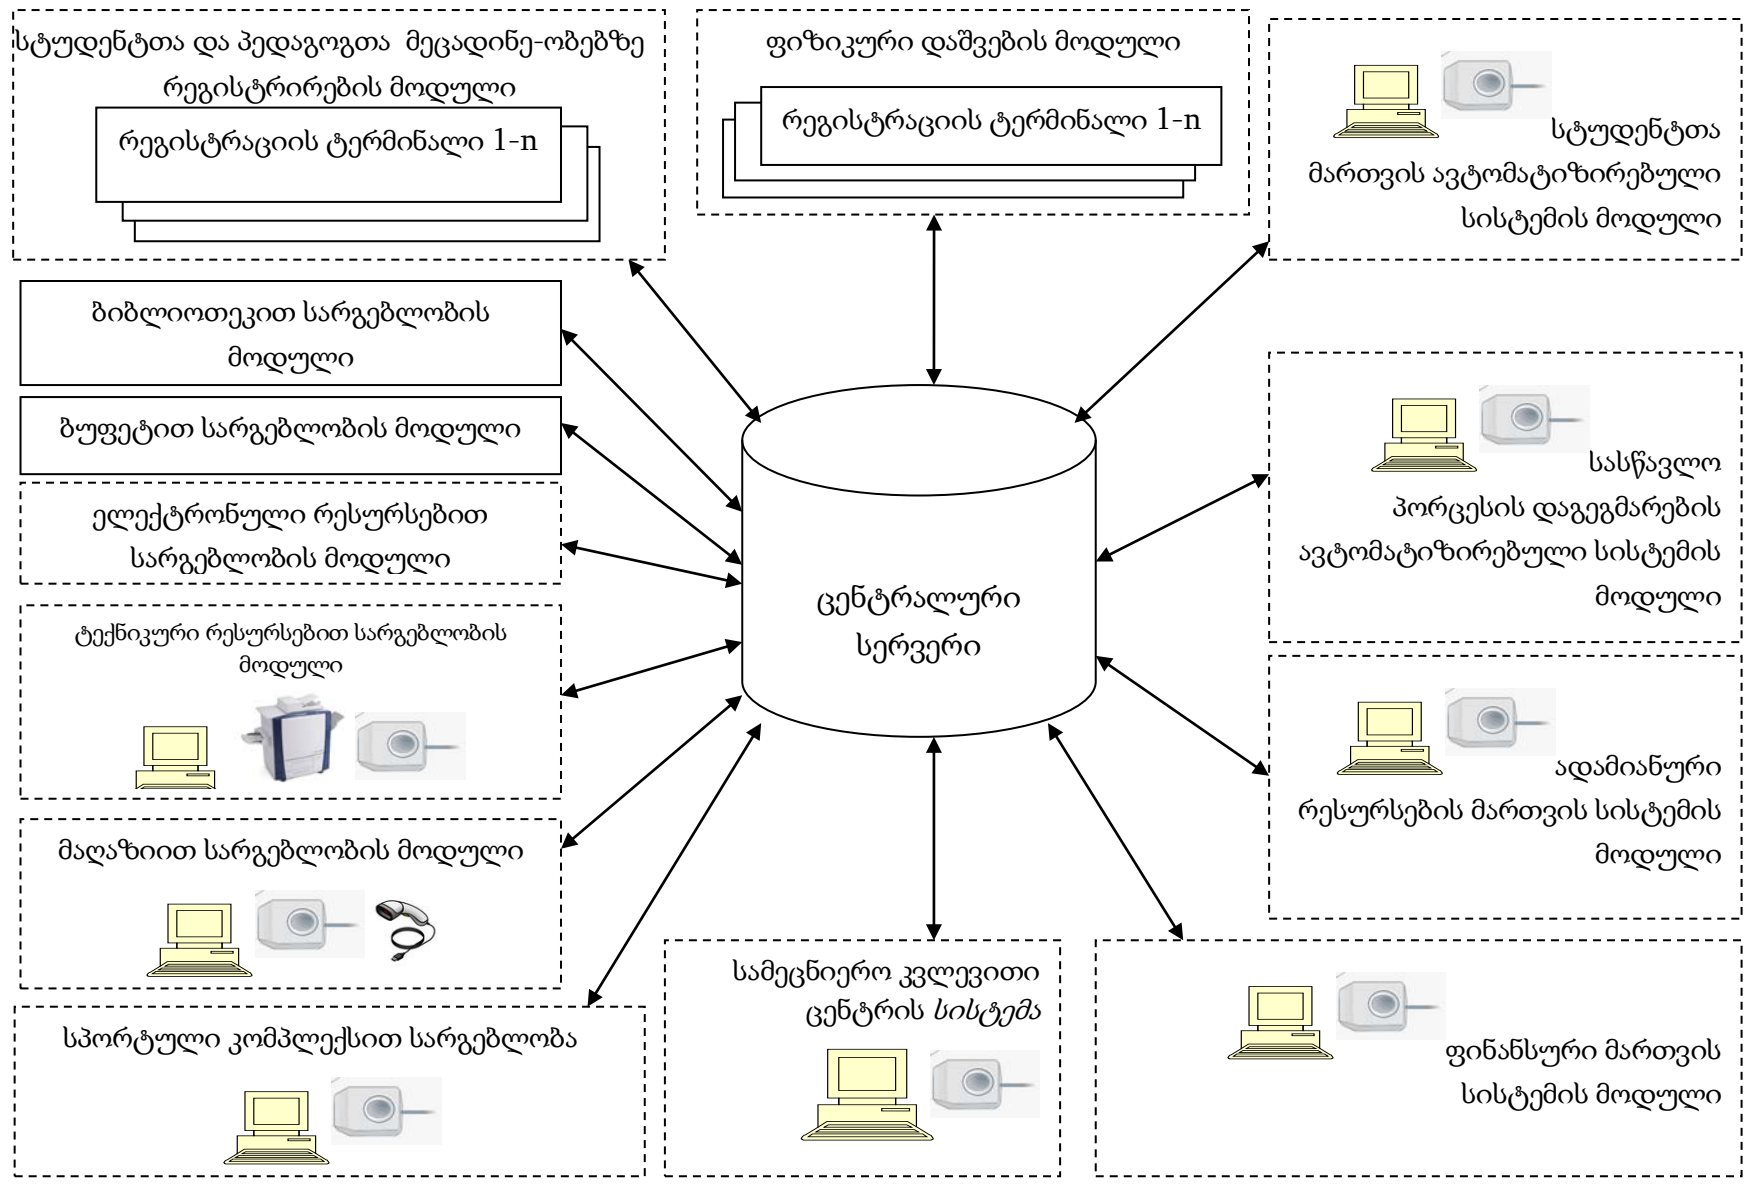 სტუდენტთა და პედაგოგთა მეცადინე-ობებზე
რეგისტრირების მოდული
რეგისტრაციის ტერმინალი 1-n
ფიზიკური დაშვების მოდული
რეგისტრაციის ტერმინალი 1-n
სტუდენტთა
მართვის ავტომატიზირებული
სისტემის მოდული
ბიბლიოთეკით სარგებლობის
მოდული
ბუფეტით სარგებლობის მოდული
ელექტრონული რესურსებით
სარგებლობის მოდული
ტექნიკური რესურსებით სარგებლობის
მოდული
მაღაზიით სარგებლობის მოდული
სპორტული კომპლექსით სარგებლობა
ცენტრალური
სერვერი
სამეცნიერო კვლევითი
ცენტრის სისტემა
სასწავლო
პორცესის დაგეგმარების
ავტომატიზირებული სისტემის
მოდული
ადამიანური
რესურსების მართვის სისტემის
მოდული
ფინანსური მართვის
სისტემის მოდული